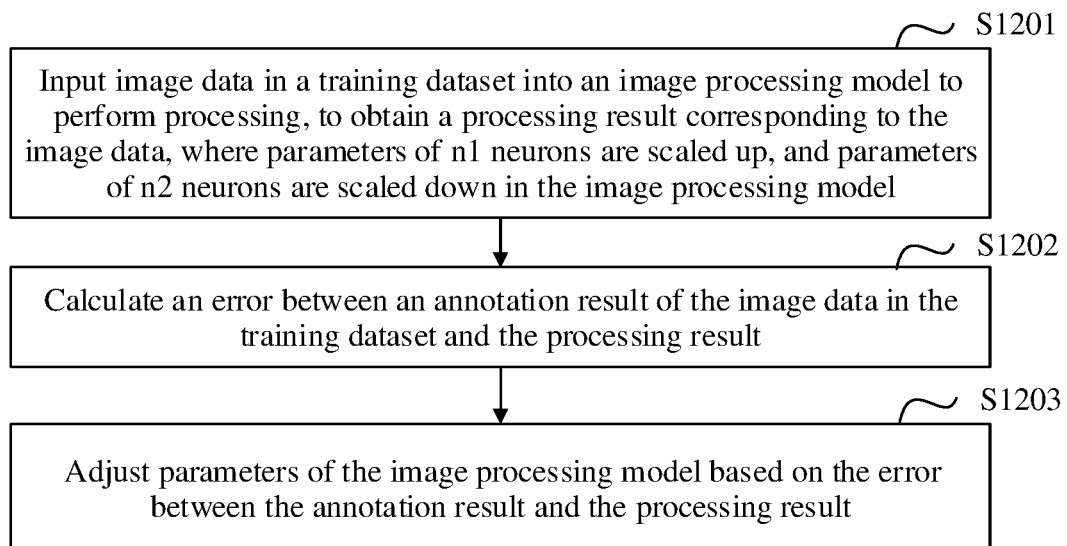 S1201
Input image data in a training dataset into an image processing model to
perform processing, to obtain a processing result corresponding to the
image data, where parameters of n1 neurons are scaled up, and parameters
of n2 neurons are scaled down in the image processing model
S1202
Calculate an error between an annotation result of the image data in the
training dataset and the processing result
S1203
Adjust parameters of the image processing model based on the error
between the annotation result and the processing result